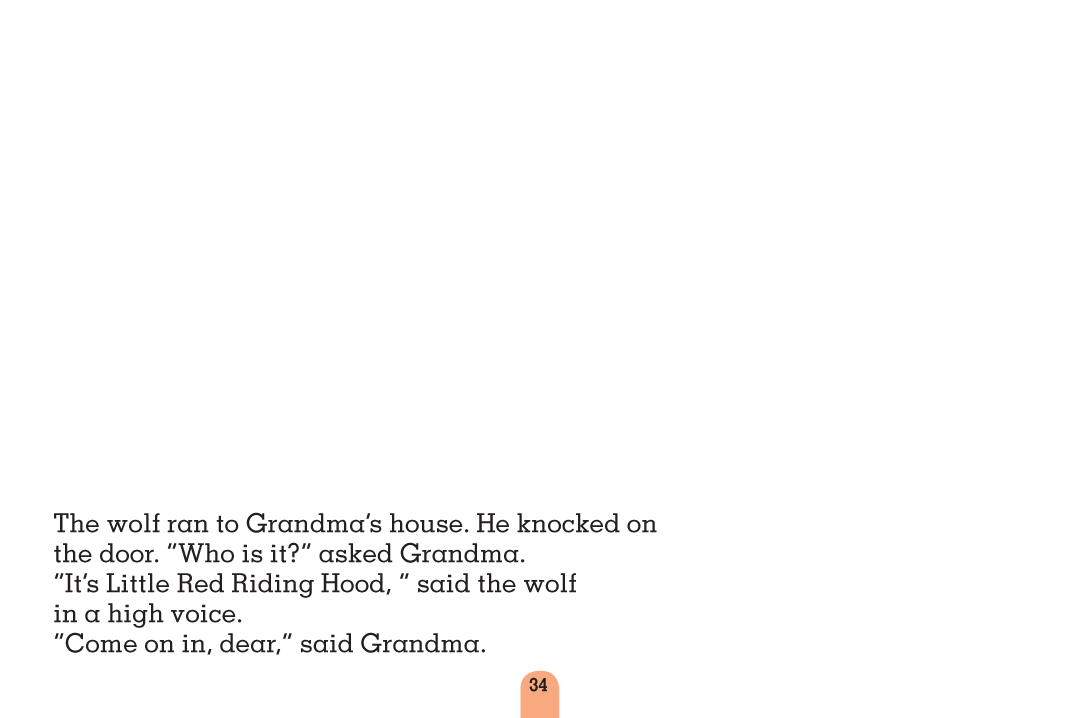 The wolf ran to Grandma’s house. He knocked on
the door. “Who is it?” asked Grandma.
“It’s Little Red Riding Hood, ” said the wolf
in a high voice.
“Come on in, dear,” said Grandma.
34